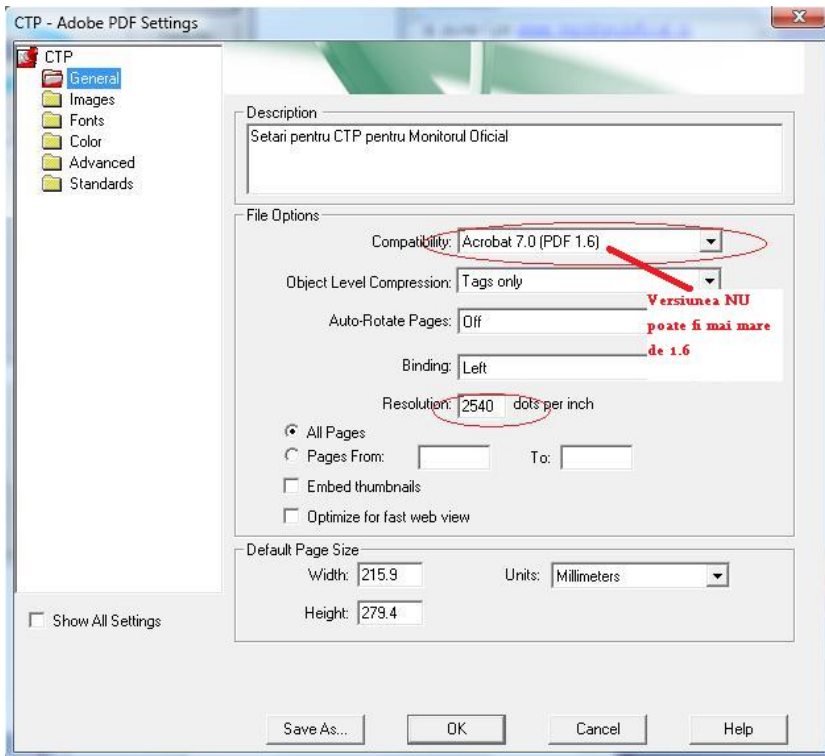 CTP - Adobe PDF Settings
CTP
General
Images
Fonts
Color
Advanced
Standards
Show All Settings
Description
Setari pentru CTP pentru Monitorul Oficial
File Options
Compatibility: Acrobat 7.0 (PDF 1.6)
Object Level Compression: Tags only
Versiunea NU
Auto-Rotate Pages: Off
poate fi mai mare
de 1.6
Binding: Left
Resolution: 2540 dots per inch
All Pages
Pages From: To:
Embed thumbnails
Optimize for fast web view
Default Page Size
Width: 215.9 Units: Millimeters
Height: 279.4
Save As... OK Cancel Help